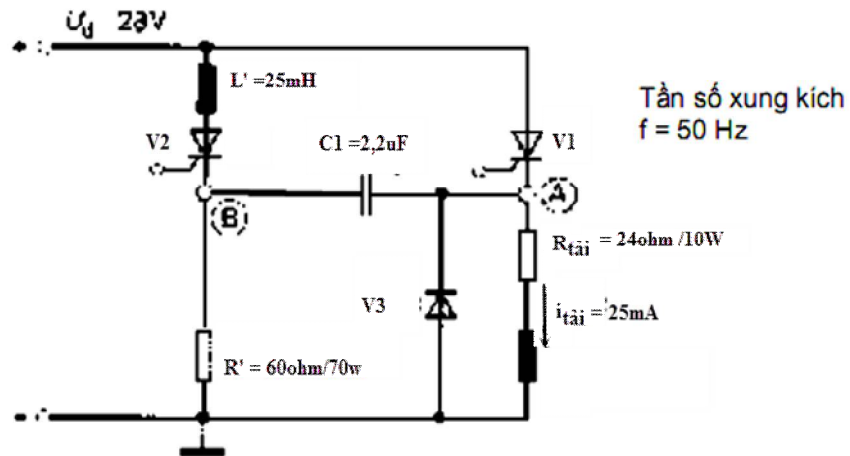 U_d 28V
L' =25mH
Tần số xung kích
f = 50 Hz
V2
C1 =2,2uF
V1
B
A
R_tải = 24ohm /10W
V3
i_tải = '25mA
R' = 60ohm/70w